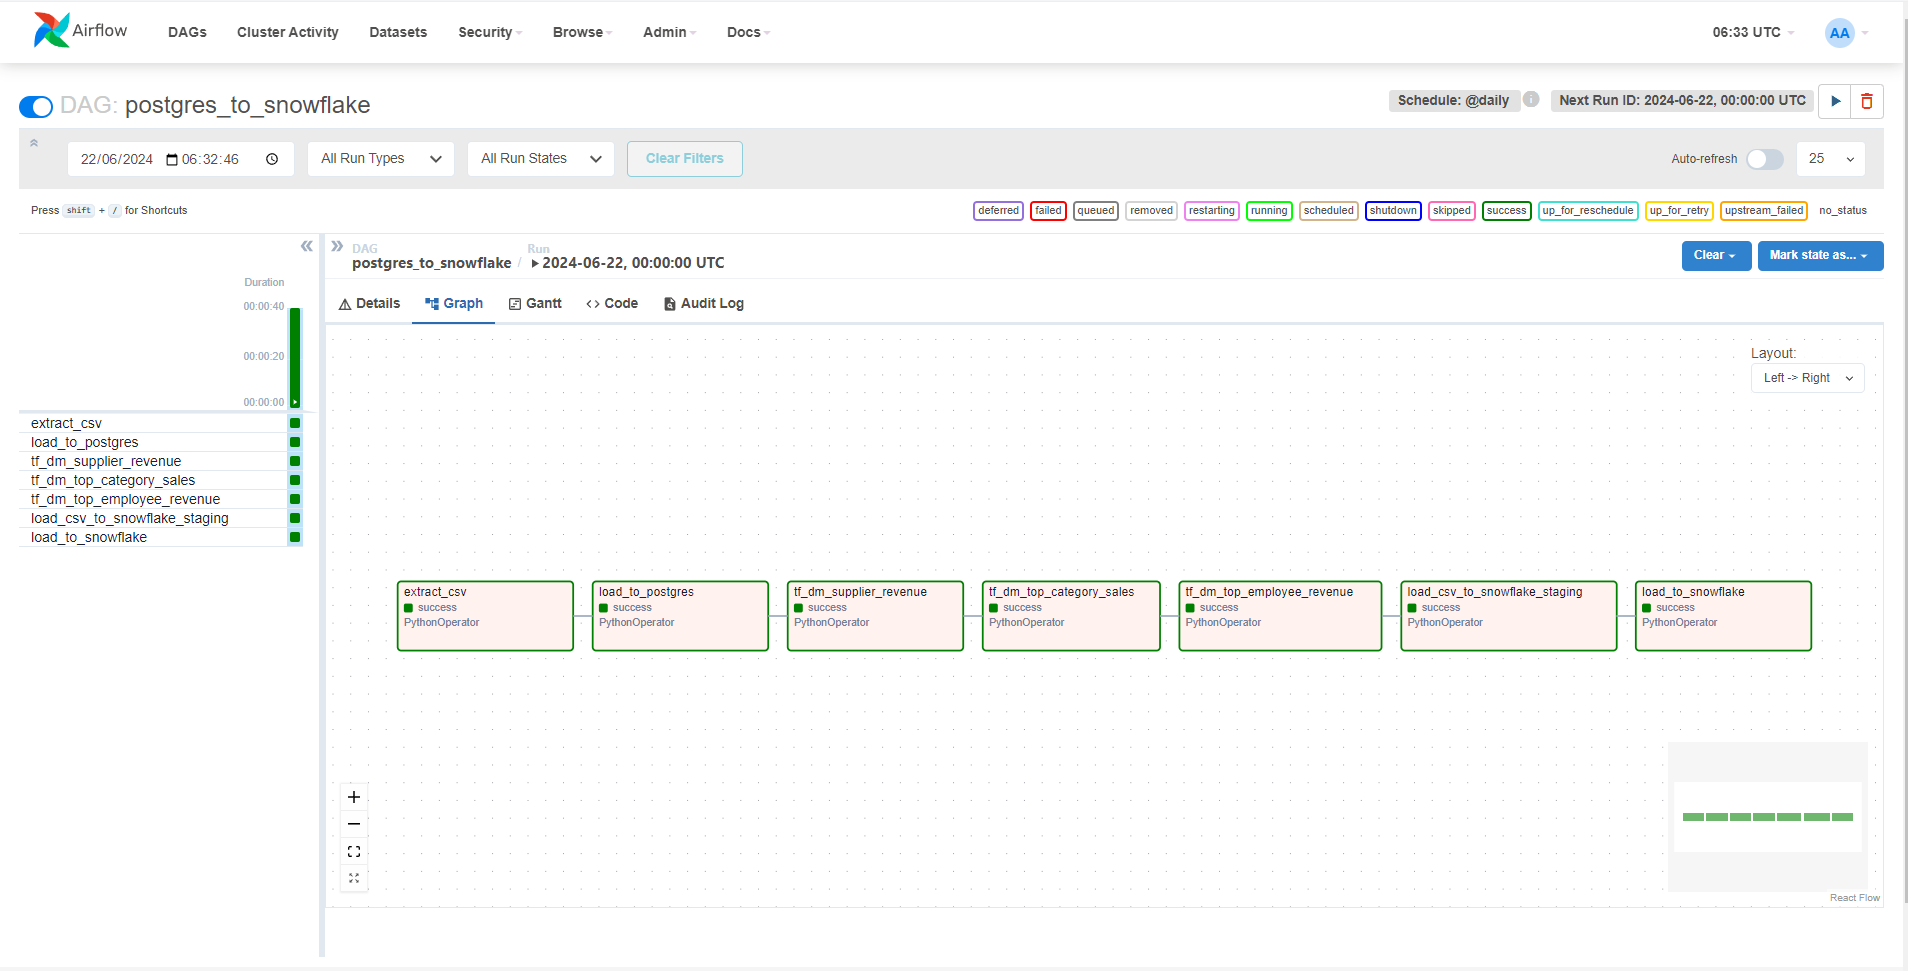 Airflow DAGs Cluster Activity Datasets Security Browse Admin Docs 06:33 UTC AA
DAG: postgres_to_snowflake Schedule: @daily i Next Run ID: 2024-06-22, 00:00:00 UTC
22/06/2024 06:32:46 All Run Types All Run States Clear Filters Auto-refresh 25
Press shift + / for Shortcuts deferred failed queued removed restarting running scheduled shutdown skipped success up_for_reschedule up_for_retry upstream_failed no_status
DAG Run
postgres_to_snowflake / 2024-06-22, 00:00:00 UTC Clear Mark state as...
Details Graph Gantt Code Audit Log
Duration
00:00:40
00:00:20
00:00:00
extract_csv
load_to_postgres
tf_dm_supplier_revenue
tf_dm_top_category_sales
tf_dm_top_employee_revenue
load_csv_to_snowflake_staging
load_to_snowflake
Layout:
Left -> Right
extract_csv load_to_postgres tf_dm_supplier_revenue tf_dm_top_category_sales tf_dm_top_employee_revenue load_csv_to_snowflake_staging load_to_snowflake
success success success success success success success
PythonOperator PythonOperator PythonOperator PythonOperator PythonOperator PythonOperator PythonOperator
React Flow